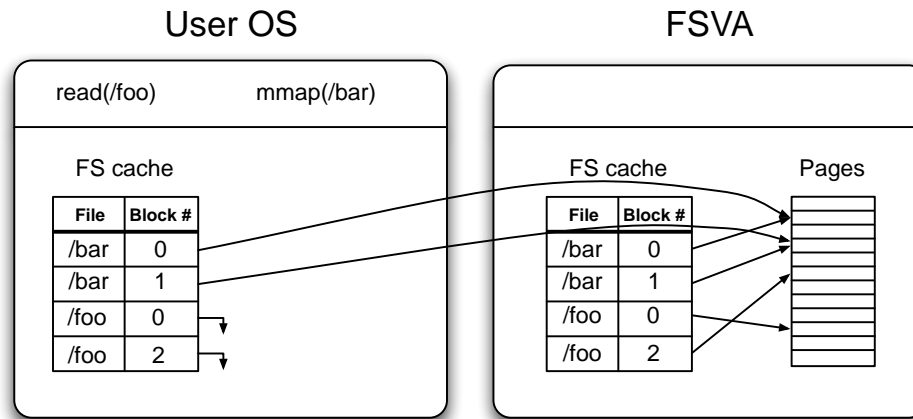 User OS
FSVA
read(/foo) mmap(/bar)
FS cache
FS cache
Pages
File Block #
/bar 0
/bar 1
/foo 0
/foo 2
File Block #
/bar 0
/bar 1
/foo 0
/foo 2